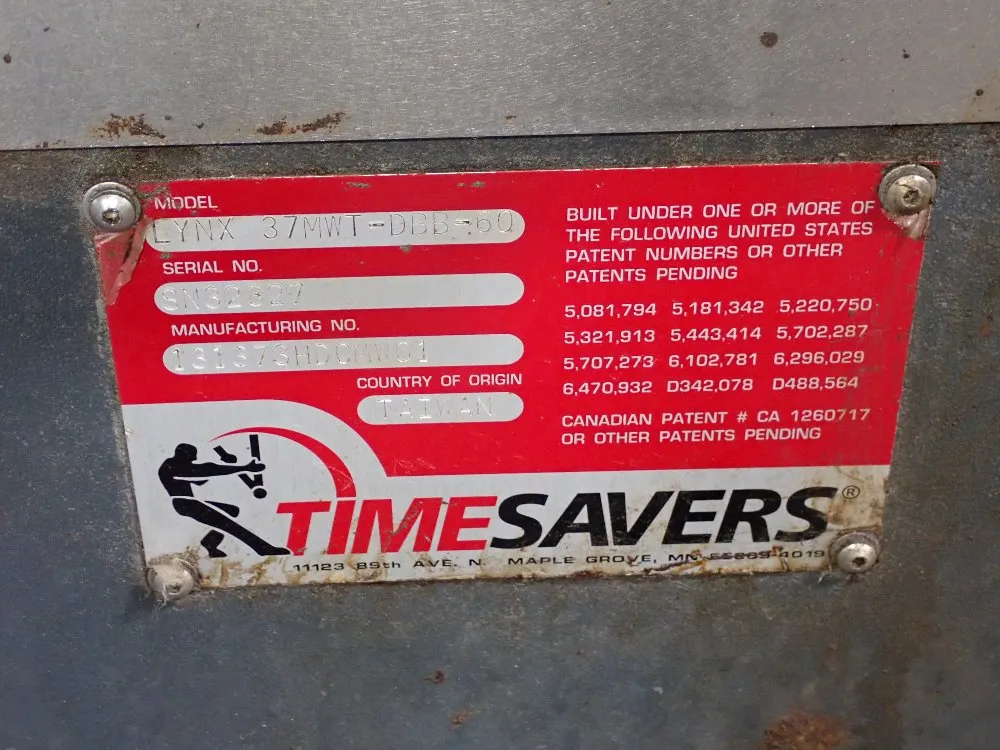 MODEL
LYNX 37MWT-DBB-60
SERIAL NO.
SN32327
MANUFACTURING NO.
COUNTRY OF ORIGIN
TAIWAN
BUILT UNDER ONE OR MORE OF
THE FOLLOWING UNITED STATES
PATENT NUMBERS OR OTHER
PATENTS PENDING
5,081,794 5,181,342 5,220,750
5,321,913 5,443,414 5,702,287
5,707,273 6,102,781 6,296,029
6,470,932 D342,078 D488,564
CANADIAN PATENT # CA 1260717
OR OTHER PATENTS PENDING
TIMESAVERS®
11123 89th AVE. N. MAPLE GROVE, MN